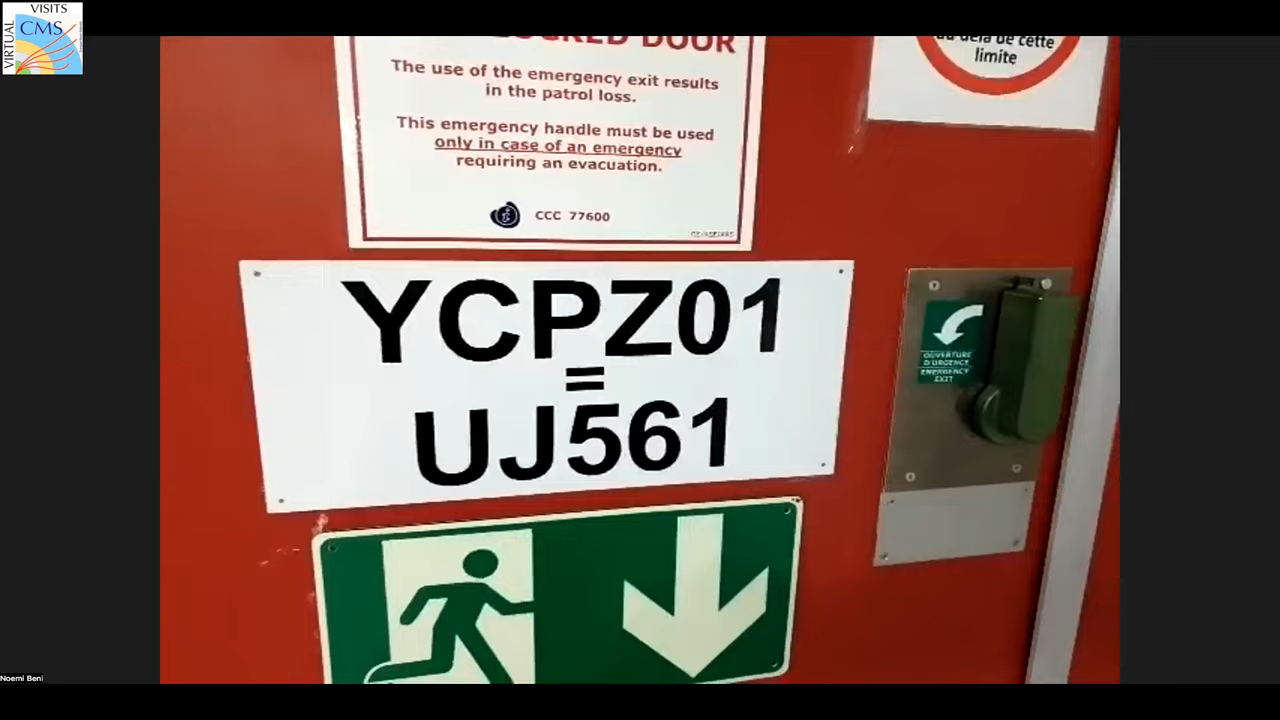 VISITS
VIRTUAL
CMS
LOCKED DOOR
The use of the emergency exit results
in the patrol loss.
This emergency handle must be used
only in case of an emergency
requiring an evacuation.
CCC 77600
au delà de cette
limite
YCPZ01
=
UJ561
OUVERTURE
D'URGENCE
EMERGENCY
EXIT
Noemi Beni